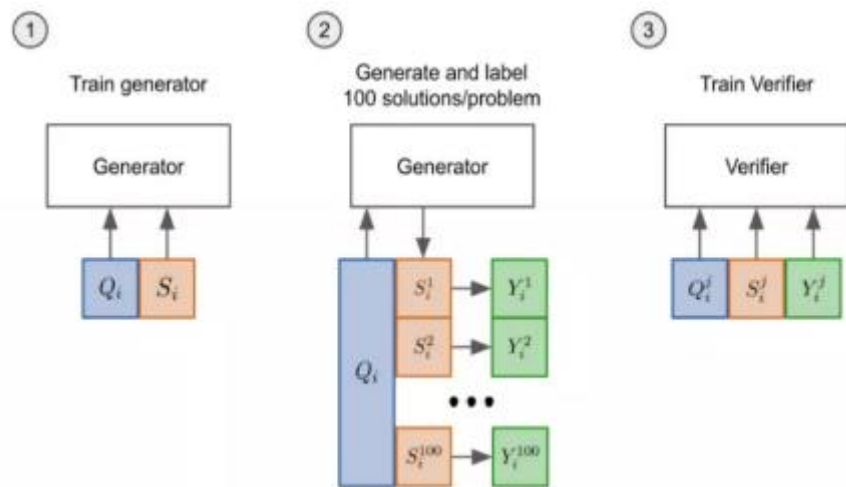 1
Train generator
Generator
Q_i
S_i
2
Generate and label
100 solutions/problem
Generator
Q_i
S_i^1
Y_i^1
S_i^2
Y_i^2
•••
S_i^100
Y_i^100
3
Train Verifier
Verifier
Q_i^j
S_i^j
Y_i^j